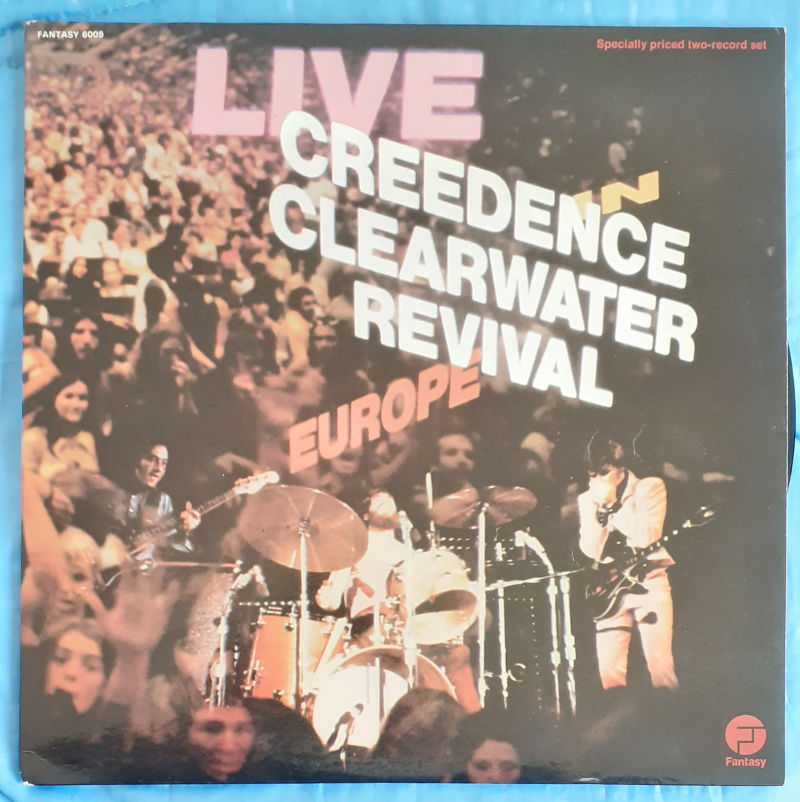 FANTASY 6009
Specially priced two-record set
LIVE
CREEDENCE
IN
CLEARWATER
REVIVAL
EUROPE
Fantasy